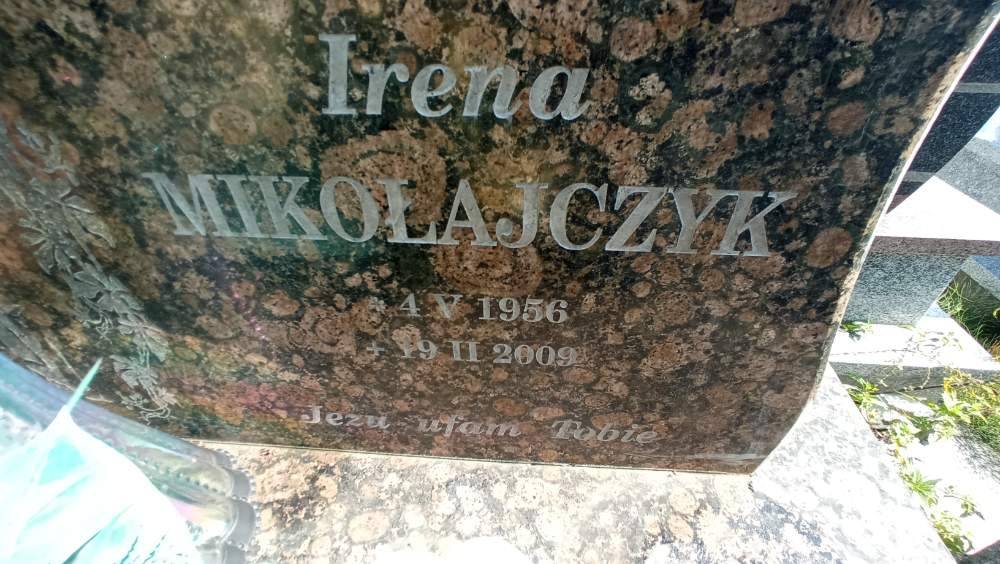 Irena
MIKOŁAJCZYK
* 4 V 1956
+ 19 II 2009
Jezu ufam Tobie